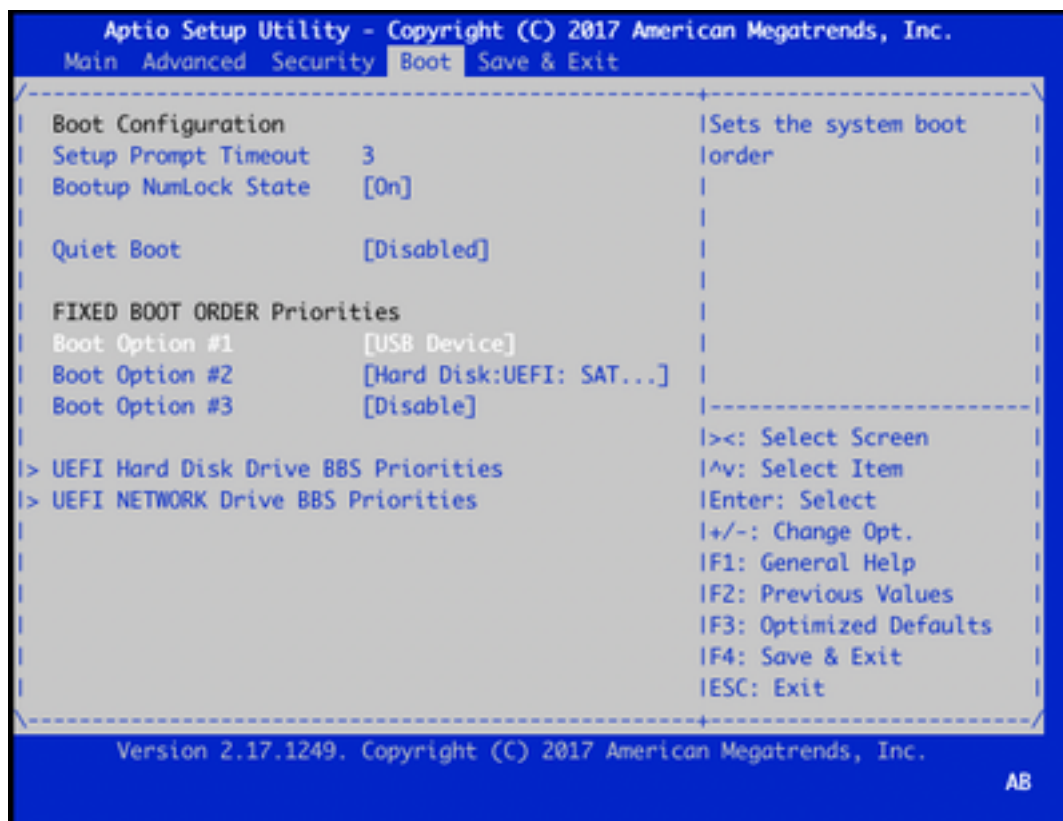 Aptio Setup Utility - Copyright (C) 2017 American Megatrends, Inc.
Main Advanced Security Boot Save & Exit
Boot Configuration
Setup Prompt Timeout 3
Bootup NumLock State [On]
Quiet Boot [Disabled]
FIXED BOOT ORDER Priorities
Boot Option #1 [USB Device]
Boot Option #2 [Hard Disk:UEFI: SAT...]
Boot Option #3 [Disable]
> UEFI Hard Disk Drive BBS Priorities
> UEFI NETWORK Drive BBS Priorities
Sets the system boot
order
><: Select Screen
^v: Select Item
Enter: Select
+/-: Change Opt.
F1: General Help
F2: Previous Values
F3: Optimized Defaults
F4: Save & Exit
ESC: Exit
Version 2.17.1249. Copyright (C) 2017 American Megatrends, Inc.
AB